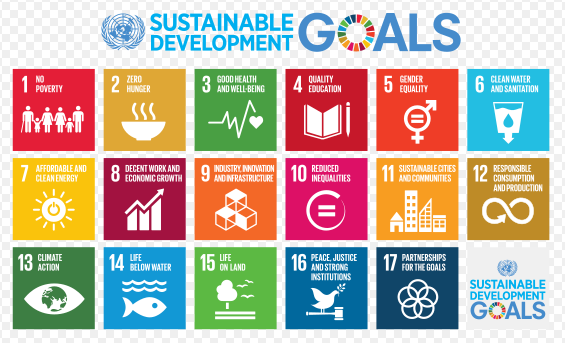 SUSTAINABLE
DEVELOPMENT
GOALS
1 NO
POVERTY
2 ZERO
HUNGER
3 GOOD HEALTH
AND WELL-BEING
4 QUALITY
EDUCATION
5 GENDER
EQUALITY
6 CLEAN WATER
AND SANITATION
7 AFFORDABLE AND
CLEAN ENERGY
8 DECENT WORK AND
ECONOMIC GROWTH
9 INDUSTRY, INNOVATION
AND INFRASTRUCTURE
10 REDUCED
INEQUALITIES
11 SUSTAINABLE CITIES
AND COMMUNITIES
12 RESPONSIBLE
CONSUMPTION
AND PRODUCTION
13 CLIMATE
ACTION
14 LIFE
BELOW WATER
15 LIFE
ON LAND
16 PEACE, JUSTICE
AND STRONG
INSTITUTIONS
17 PARTNERSHIPS
FOR THE GOALS
SUSTAINABLE
DEVELOPMENT
GOALS